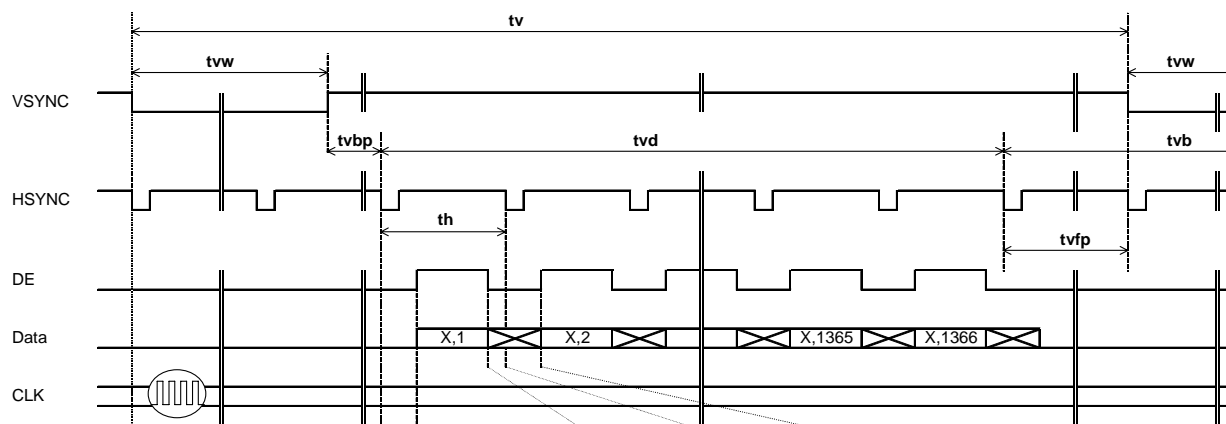 tv
tvw
tvw
VSYNC
tvbp
tvd
tvb
HSYNC
th
tvfp
DE
Data
X,1
X,2
X,1365
X,1366
CLK